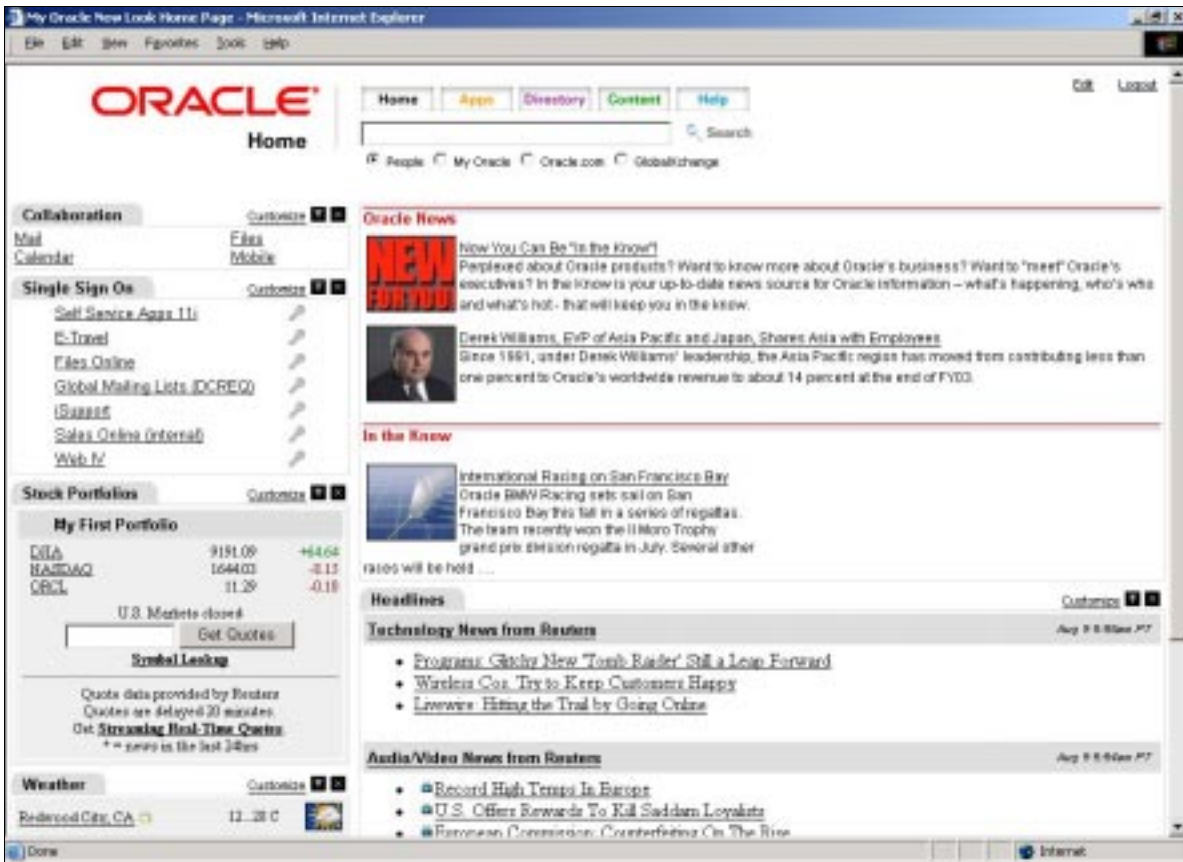 My Oracle New Look Home Page - Microsoft Internet Explorer
File Edit View Favorites Tools Help
Edit Logout
ORACLE
Home
Home Apps Directory Content Help
Search
People My Oracle Oracle.com GlobalXchange
Collaboration Customize
Mail Files
Calendar Mobile
Single Sign On Customize
Self Service Apps 11i
E-Travel
Files Online
Global Mailing Lists (DCREQ)
iSupport
Sales Online (internal)
Web IV
Stock Portfolios Customize
My First Portfolio
DJIA 9191.09 +64.64
NASDAQ 1644.03 -8.15
ORCL 11.29 -0.18
U.S. Markets closed
Get Quotes
Symbol Lookup
Quote data provided by Reuters
Quotes are delayed 20 minutes
Get Streaming Real-Time Quotes
* = news in the last 24hrs
Weather Customize
Redwood City, CA 12...28 C
Oracle News
NEW
FOR YOU!
Now You Can Be "In the Know"!
Perplexed about Oracle products? Want to know more about Oracle's business? Want to "meet" Oracle's
executives? In the Know is your up-to-date news source for Oracle information – what's happening, who's who
and what's hot - that will keep you in the know.
Derek Williams, EVP of Asia Pacific and Japan, Shares Asia with Employees
Since 1991, under Derek Williams' leadership, the Asia Pacific region has moved from contributing less than
one percent to Oracle's worldwide revenue to about 14 percent at the end of FY03.
In the Know
International Racing on San Francisco Bay
Oracle BMW Racing sets sail on San
Francisco Bay this fall in a series of regattas.
The team recently won the Il Moro Trophy
grand prix division regatta in July. Several other
races will be held ....
Headlines Customize
Technology News from Reuters Aug 9 PT
Programs: Glitchy New 'Tomb Raider' Still a Leap Forward
Wireless Cos. Try to Keep Customers Happy
Livewire: Hitting the Trail by Going Online
Audio/Video News from Reuters Aug 9 PT
Record High Temps In Europe
U.S. Offers Rewards To Kill Saddam Loyalists
European Commission: Counterfeiting On The Rise
Done Internet